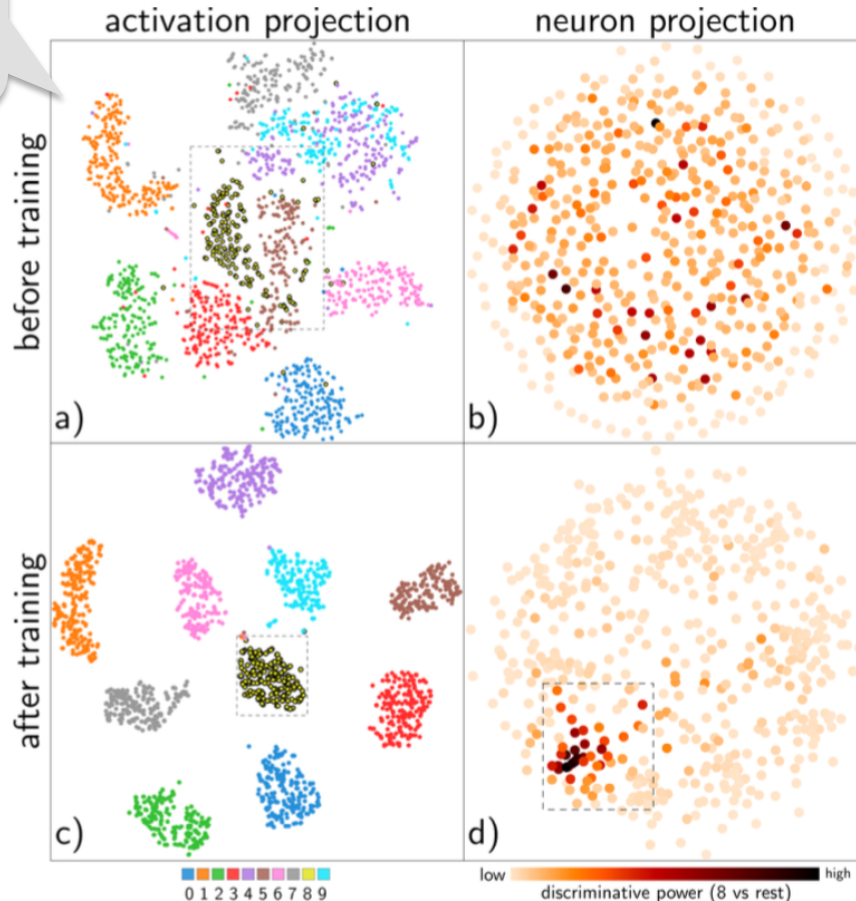 activation projection
neuron projection
before training
a)
b)
after training
c)
d)
0 1 2 3 4 5 6 7 8 9
low
high
discriminative power (8 vs rest)